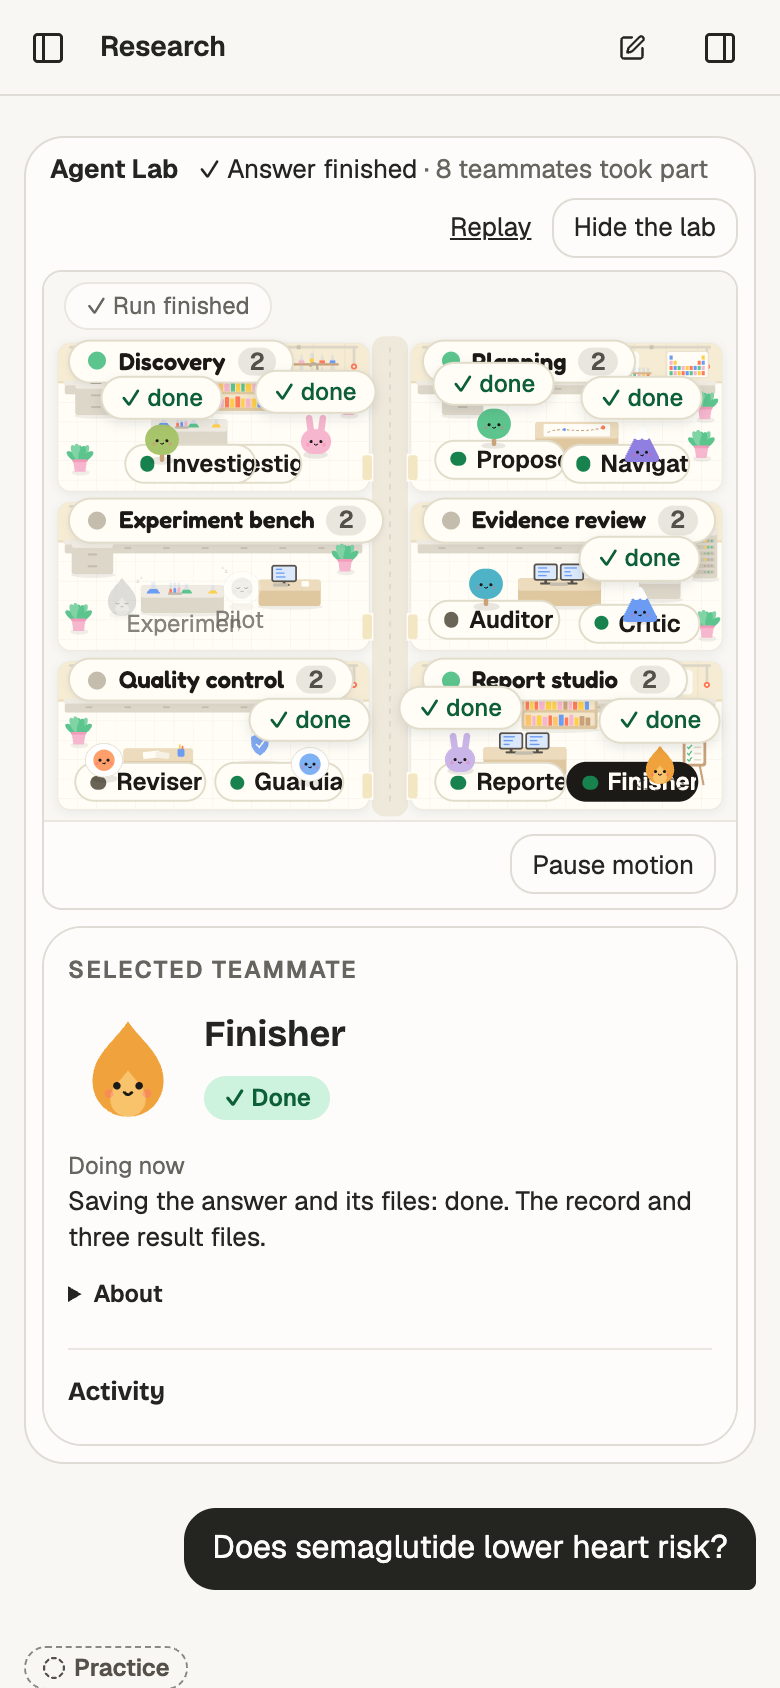 Research
Agent Lab ✓ Answer finished · 8 teammates took part
Replay Hide the lab
✓ Run finished
Discovery 2
✓ done
✓ done
Planning 2
✓ done
✓ done
Experiment bench 2
Pilot
Evidence review 2
✓ done
Auditor
Critic
Quality control 2
✓ done
Reviser
Report studio 2
✓ done
✓ done
Finisher
Pause motion
SELECTED TEAMMATE
Finisher
✓ Done
Doing now
Saving the answer and its files: done. The record and
three result files.
About
Activity
Does semaglutide lower heart risk?
Practice